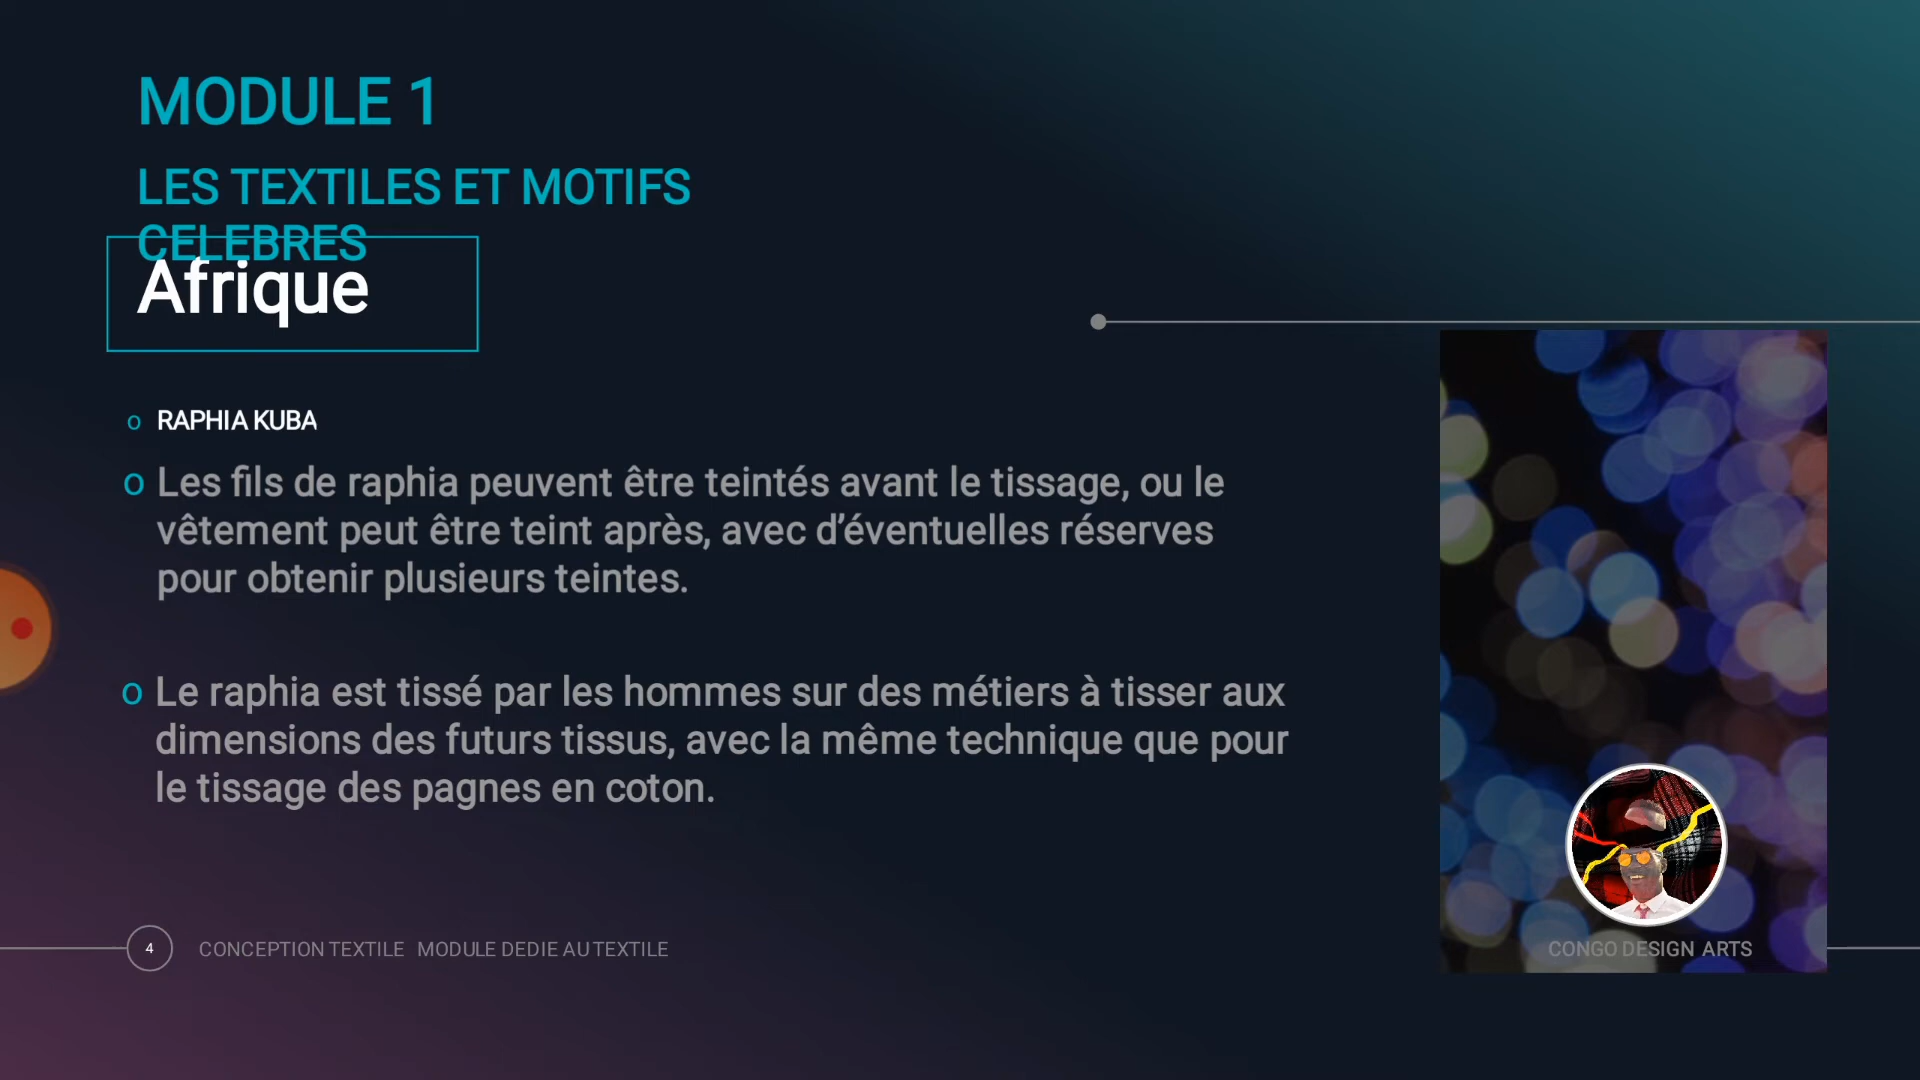 MODULE 1
LES TEXTILES ET MOTIFS
CELEBRES
Afrique
o RAPHIA KUBA
o Les fils de raphia peuvent être teintés avant le tissage, ou le
vêtement peut être teint après, avec d’éventuelles réserves
pour obtenir plusieurs teintes.
o Le raphia est tissé par les hommes sur des métiers à tisser aux
dimensions des futurs tissus, avec la même technique que pour
le tissage des pagnes en coton.
4 CONCEPTION TEXTILE MODULE DEDIE AU TEXTILE
CONGO DESIGN ARTS